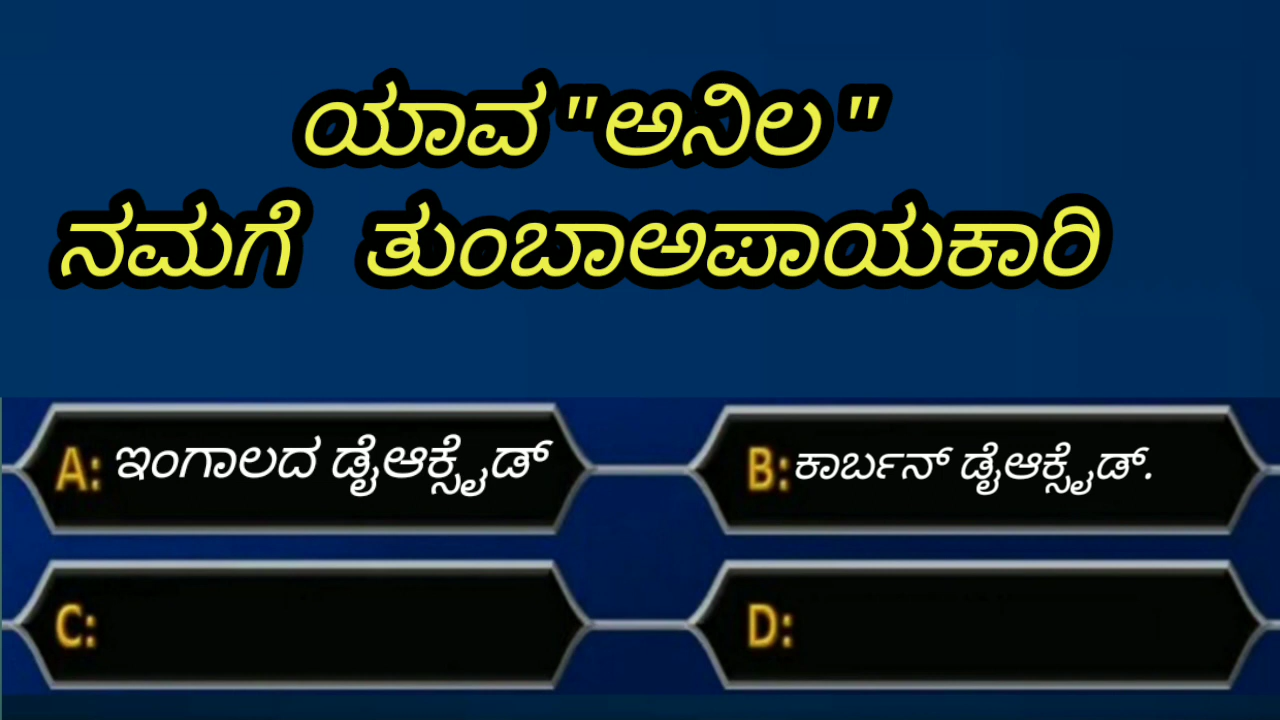 ಯಾವ "ಅನಿಲ"
ನಮಗೆ ತುಂಬಾಅಪಾಯಕಾರಿ
A: ಇಂಗಾಲದ ಡೈಆಕ್ಸೈಡ್
B: ಕಾರ್ಬನ್ ಡೈಆಕ್ಸೈಡ್.
C:
D: